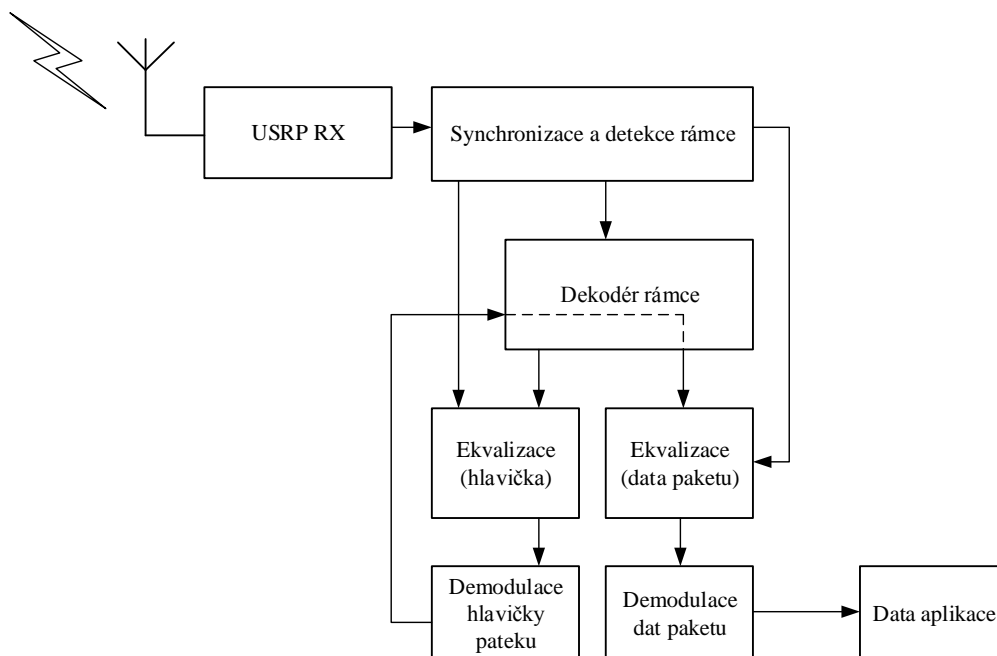 USRP RX
Synchronizace a detekce rámce
Dekodér rámce
Ekvalizace
(hlavička)
Ekvalizace
(data paketu)
Demodulace
hlavičky
pateku
Demodulace
dat paketu
Data aplikace